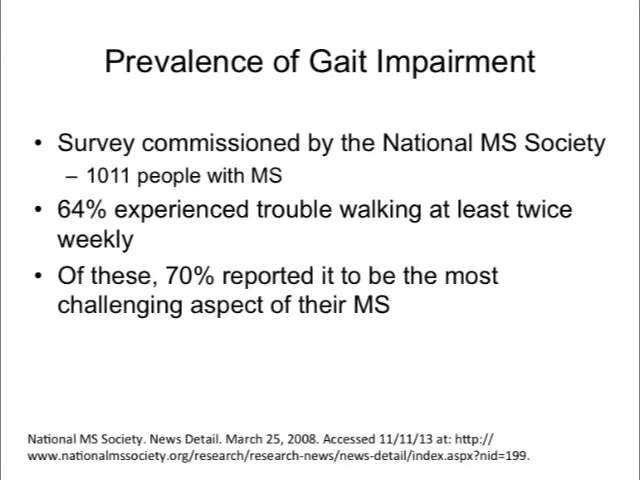 Prevalence of Gait Impairment
• Survey commissioned by the National MS Society
– 1011 people with MS
• 64% experienced trouble walking at least twice
weekly
• Of these, 70% reported it to be the most
challenging aspect of their MS
National MS Society. News Detail. March 25, 2008. Accessed 11/11/13 at: http://
www.nationalmssociety.org/research/research-news/news-detail/index.aspx?nid=199.